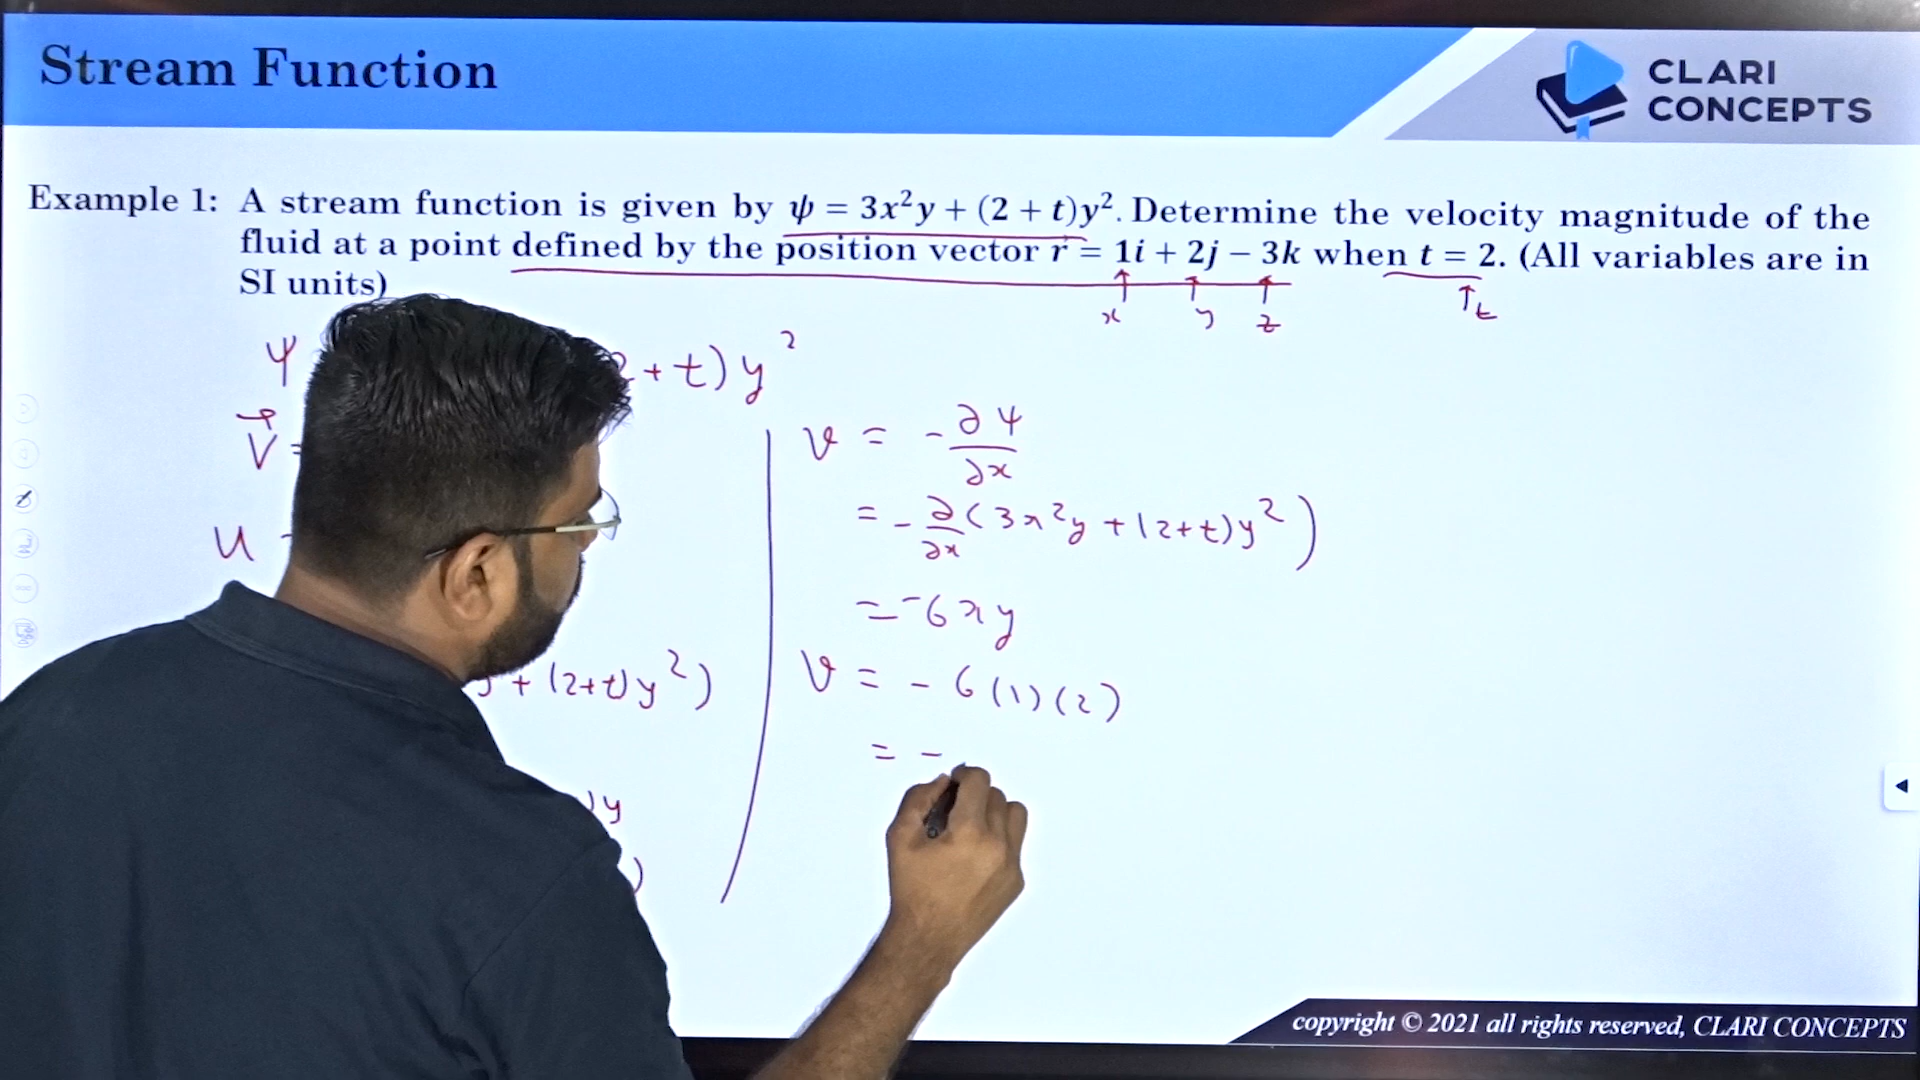 Stream Function
CLARI
CONCEPTS
Example 1: A stream function is given by ψ = 3x²y + (2 + t)y². Determine the velocity magnitude of the
fluid at a point defined by the position vector r⃗ = 1i + 2j − 3k when t = 2. (All variables are in
SI units)
x y z t
ψ 2+t)y²
V⃗ =
u
y + (2+t)y²)
)y
)
v = -∂ψ/∂x
= -∂/∂x(3x²y + (2+t)y²)
= -6xy
v = -6(1)(2)
= -
copyright © 2021 all rights reserved, CLARI CONCEPTS